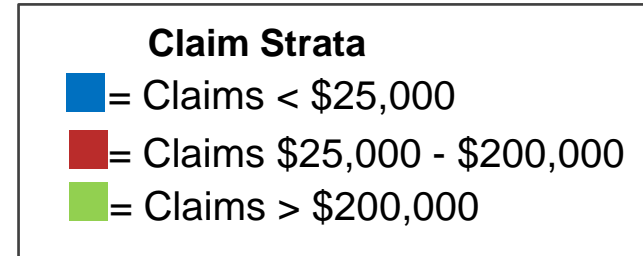 Claim Strata
= Claims < $25,000
= Claims $25,000 - $200,000
= Claims > $200,000